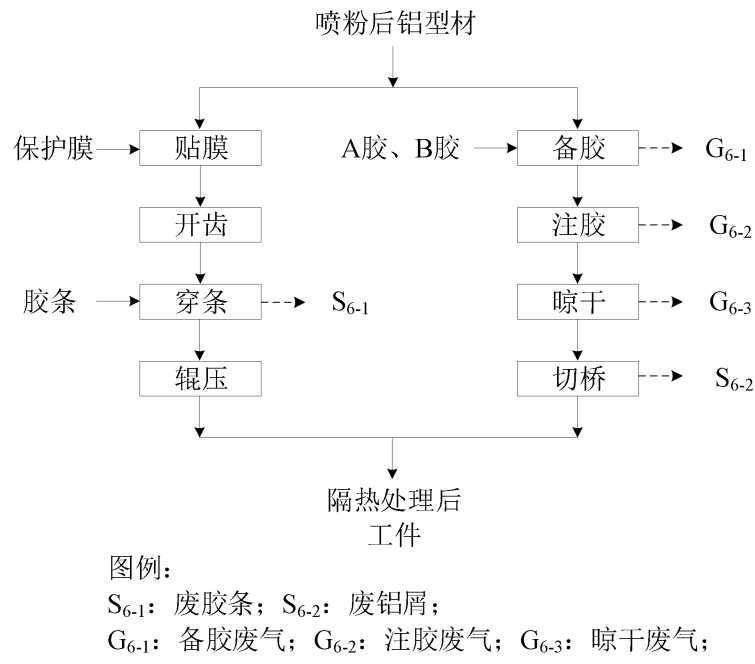 喷粉后铝型材
保护膜 贴膜 A胶、B胶 备胶 G6-1
开齿 注胶 G6-2
胶条 穿条 S6-1 晾干 G6-3
辊压 切桥 S6-2
隔热处理后
工件
图例：
S6-1：废胶条；S6-2：废铝屑；
G6-1：备胶废气；G6-2：注胶废气；G6-3：晾干废气；